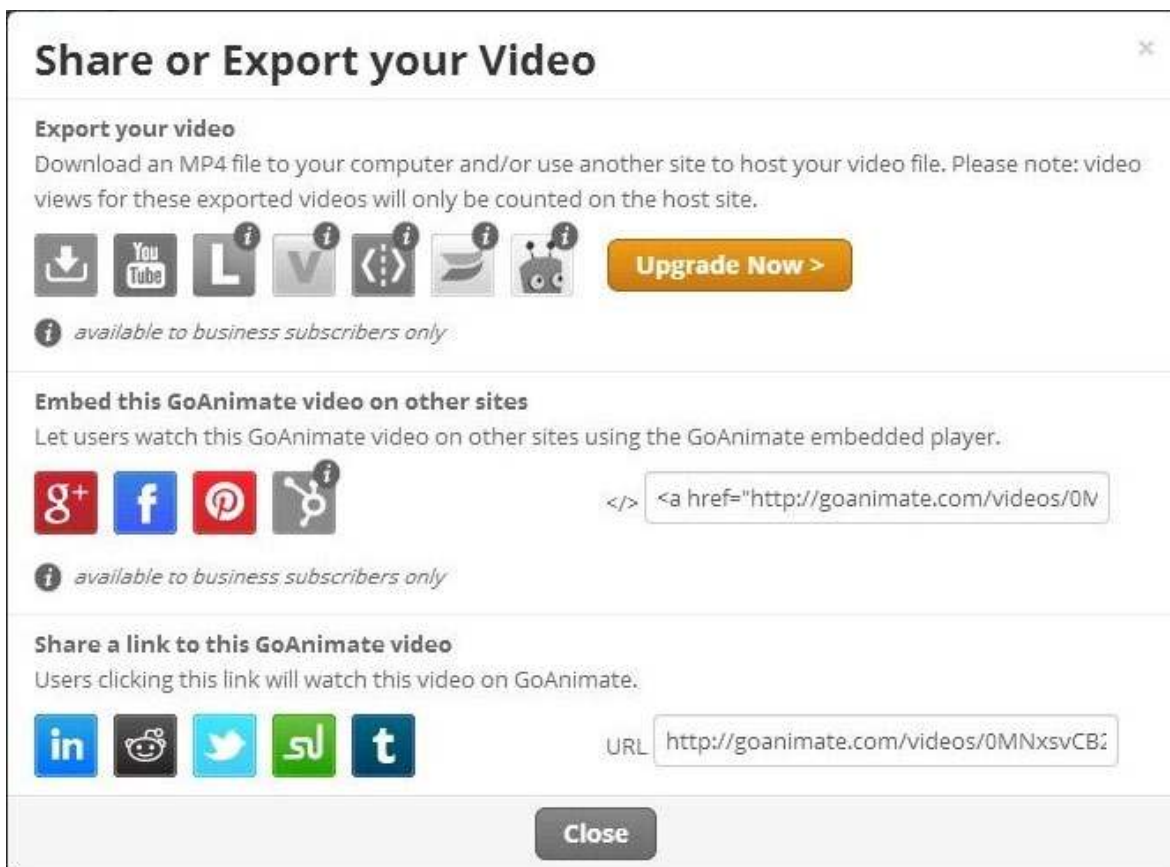 Share or Export your Video
×
Export your video
Download an MP4 file to your computer and/or use another site to host your video file. Please note: video
views for these exported videos will only be counted on the host site.
You
Tube
L
V
Upgrade Now >
i available to business subscribers only
Embed this GoAnimate video on other sites
Let users watch this GoAnimate video on other sites using the GoAnimate embedded player.
g+ f
</> <a href="http://goanimate.com/videos/0M
i available to business subscribers only
Share a link to this GoAnimate video
Users clicking this link will watch this video on GoAnimate.
in t
URL http://goanimate.com/videos/0MNxsvCB2
Close